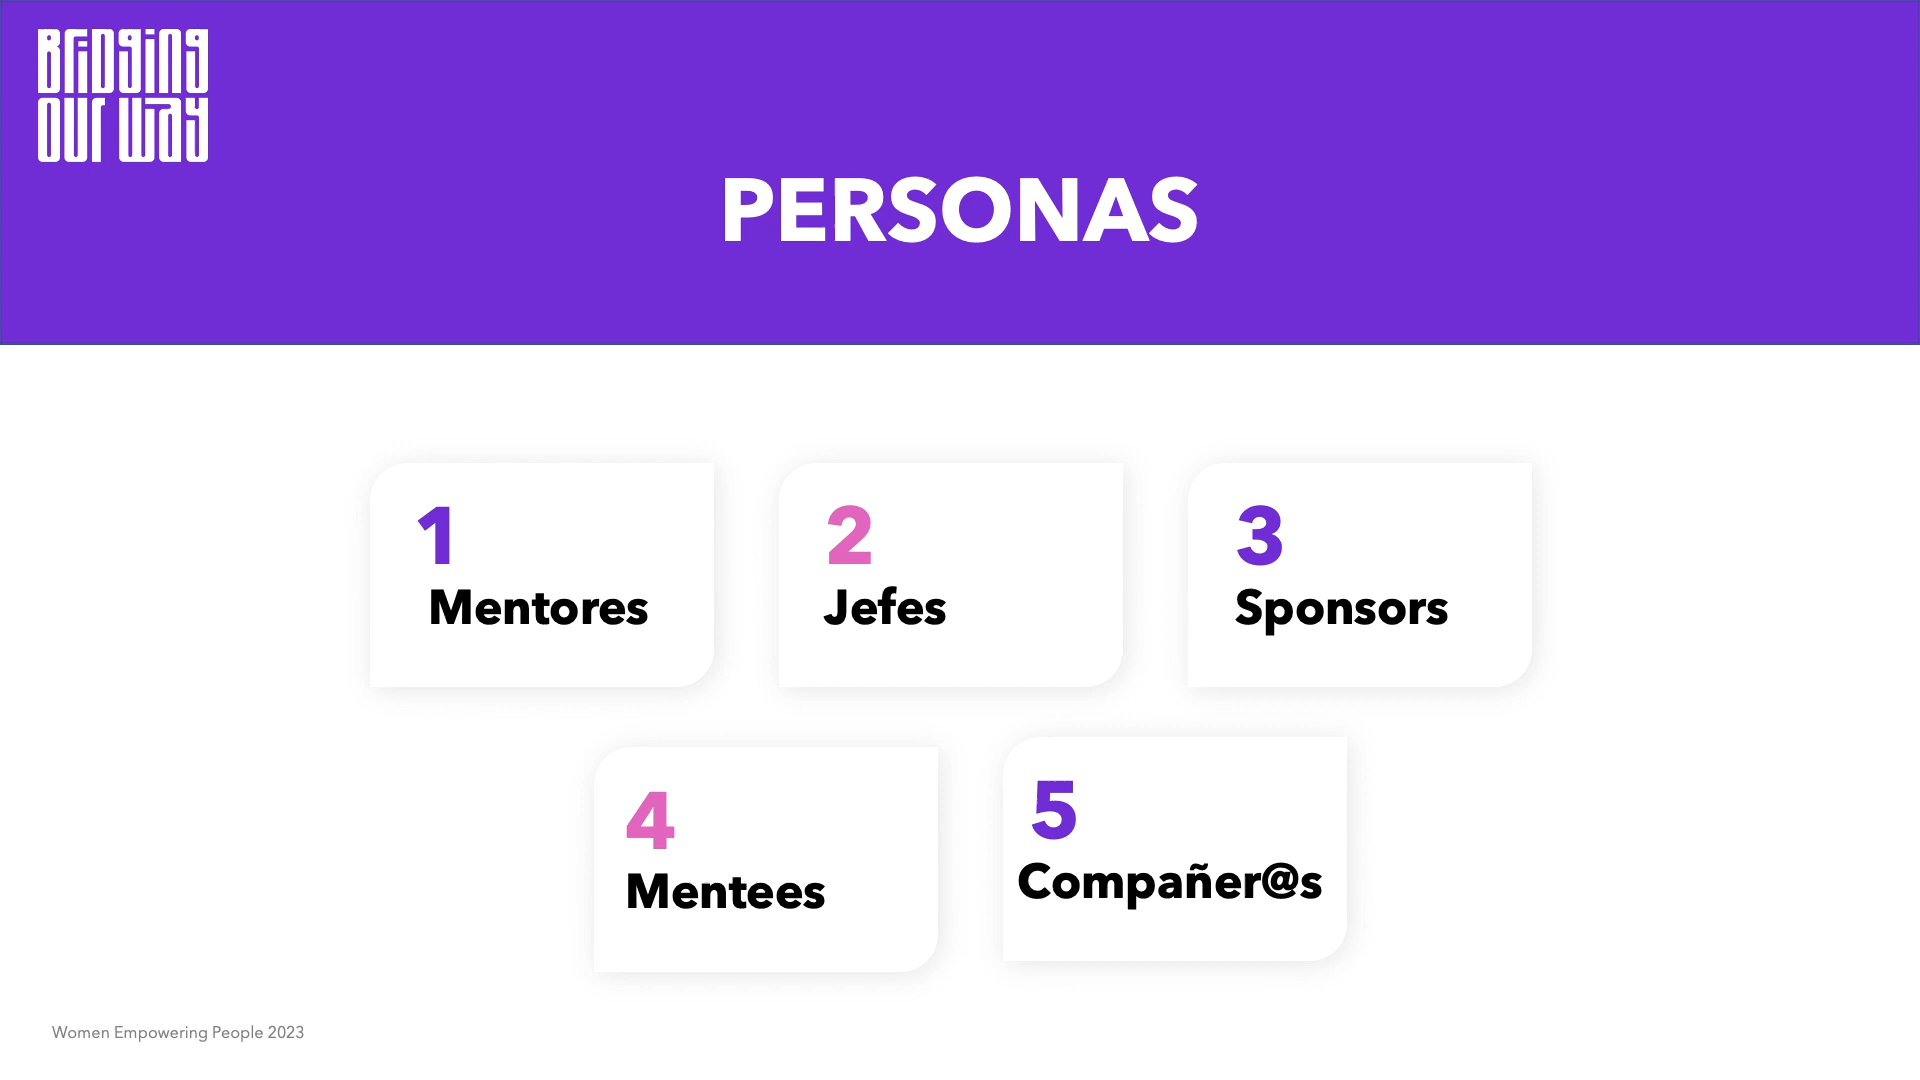 Bridging
our way
PERSONAS
1
Mentores
2
Jefes
3
Sponsors
4
Mentees
5
Compañer@s
Women Empowering People 2023